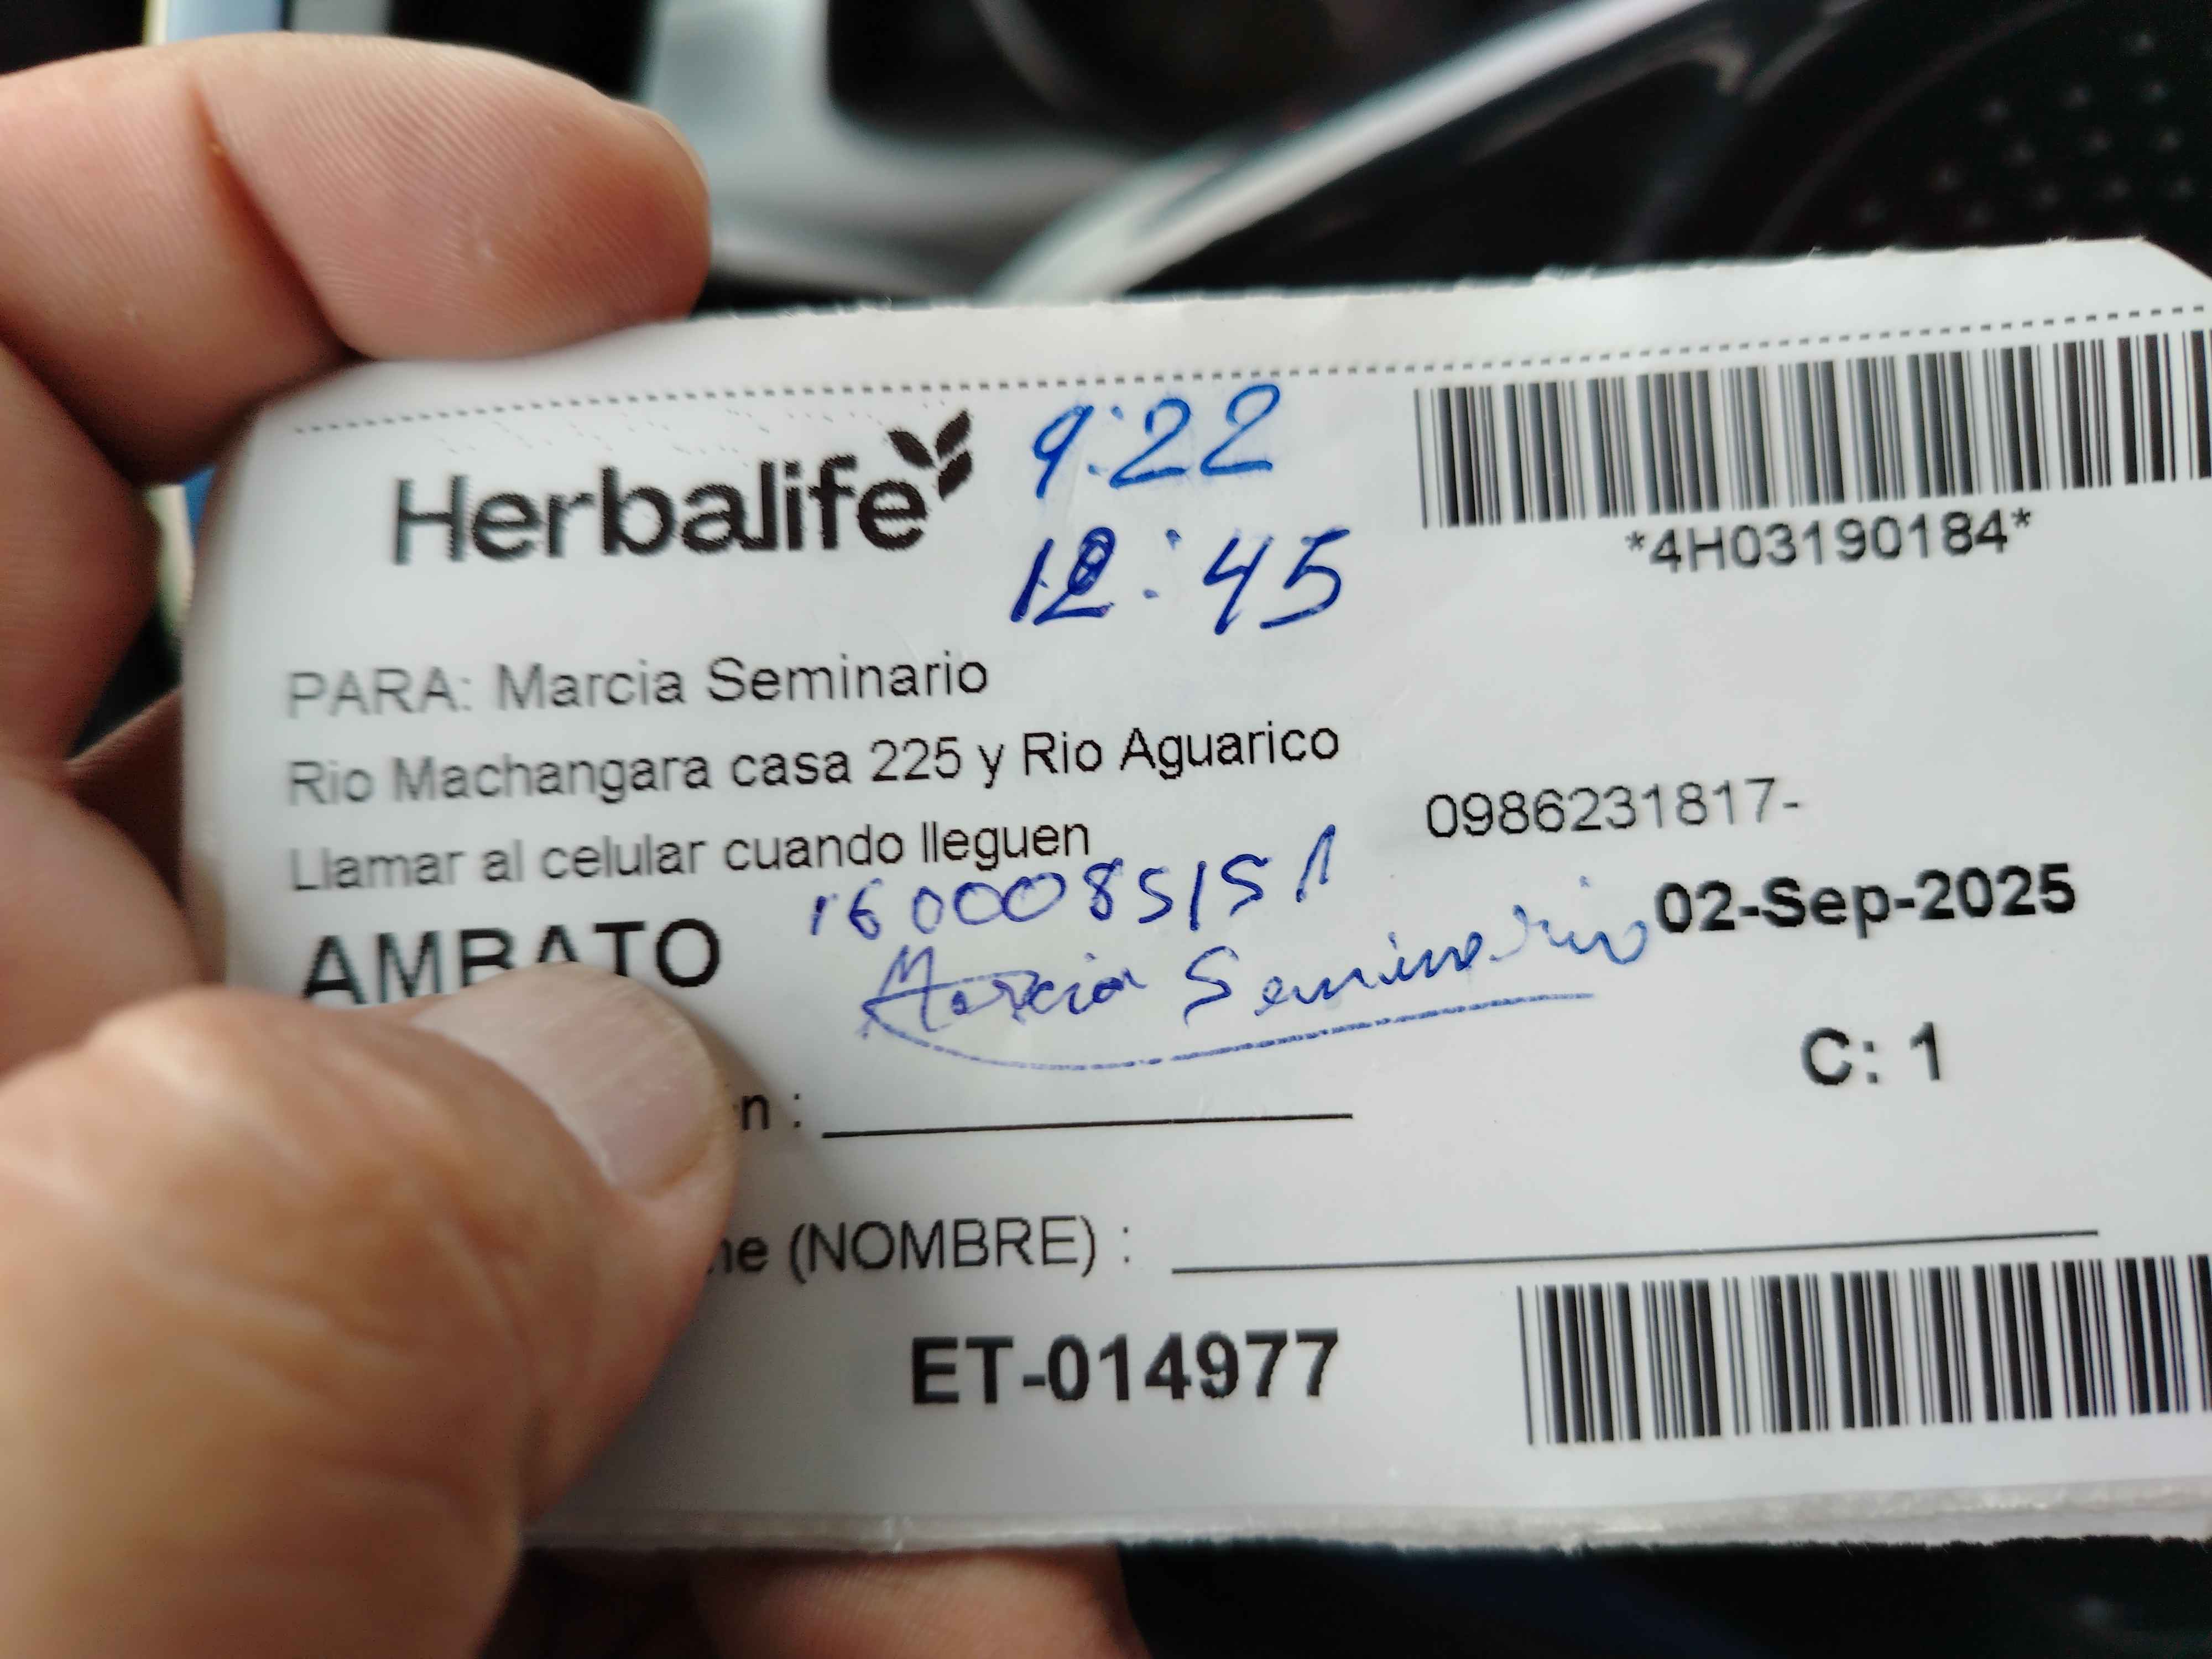 Herbalife
9:22
12:45
*4H03190184*
PARA: Marcia Seminario
Rio Machangara casa 225 y Rio Aguarico
Llamar al celular cuando lleguen
0986231817-
1600085151
AMBATO
02-Sep-2025
Marcia Seminario
C: 1
(NOMBRE) :
ET-014977